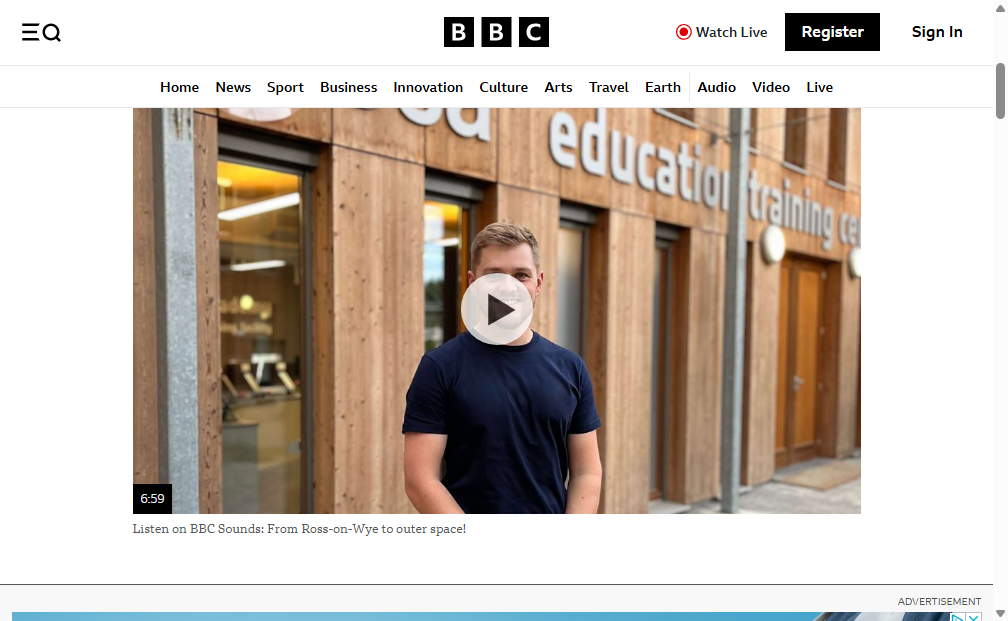 BBC
Watch Live
Register
Sign In
Home News Sport Business Innovation Culture Arts Travel Earth Audio Video Live
education training
6:59
Listen on BBC Sounds: From Ross-on-Wye to outer space!
ADVERTISEMENT